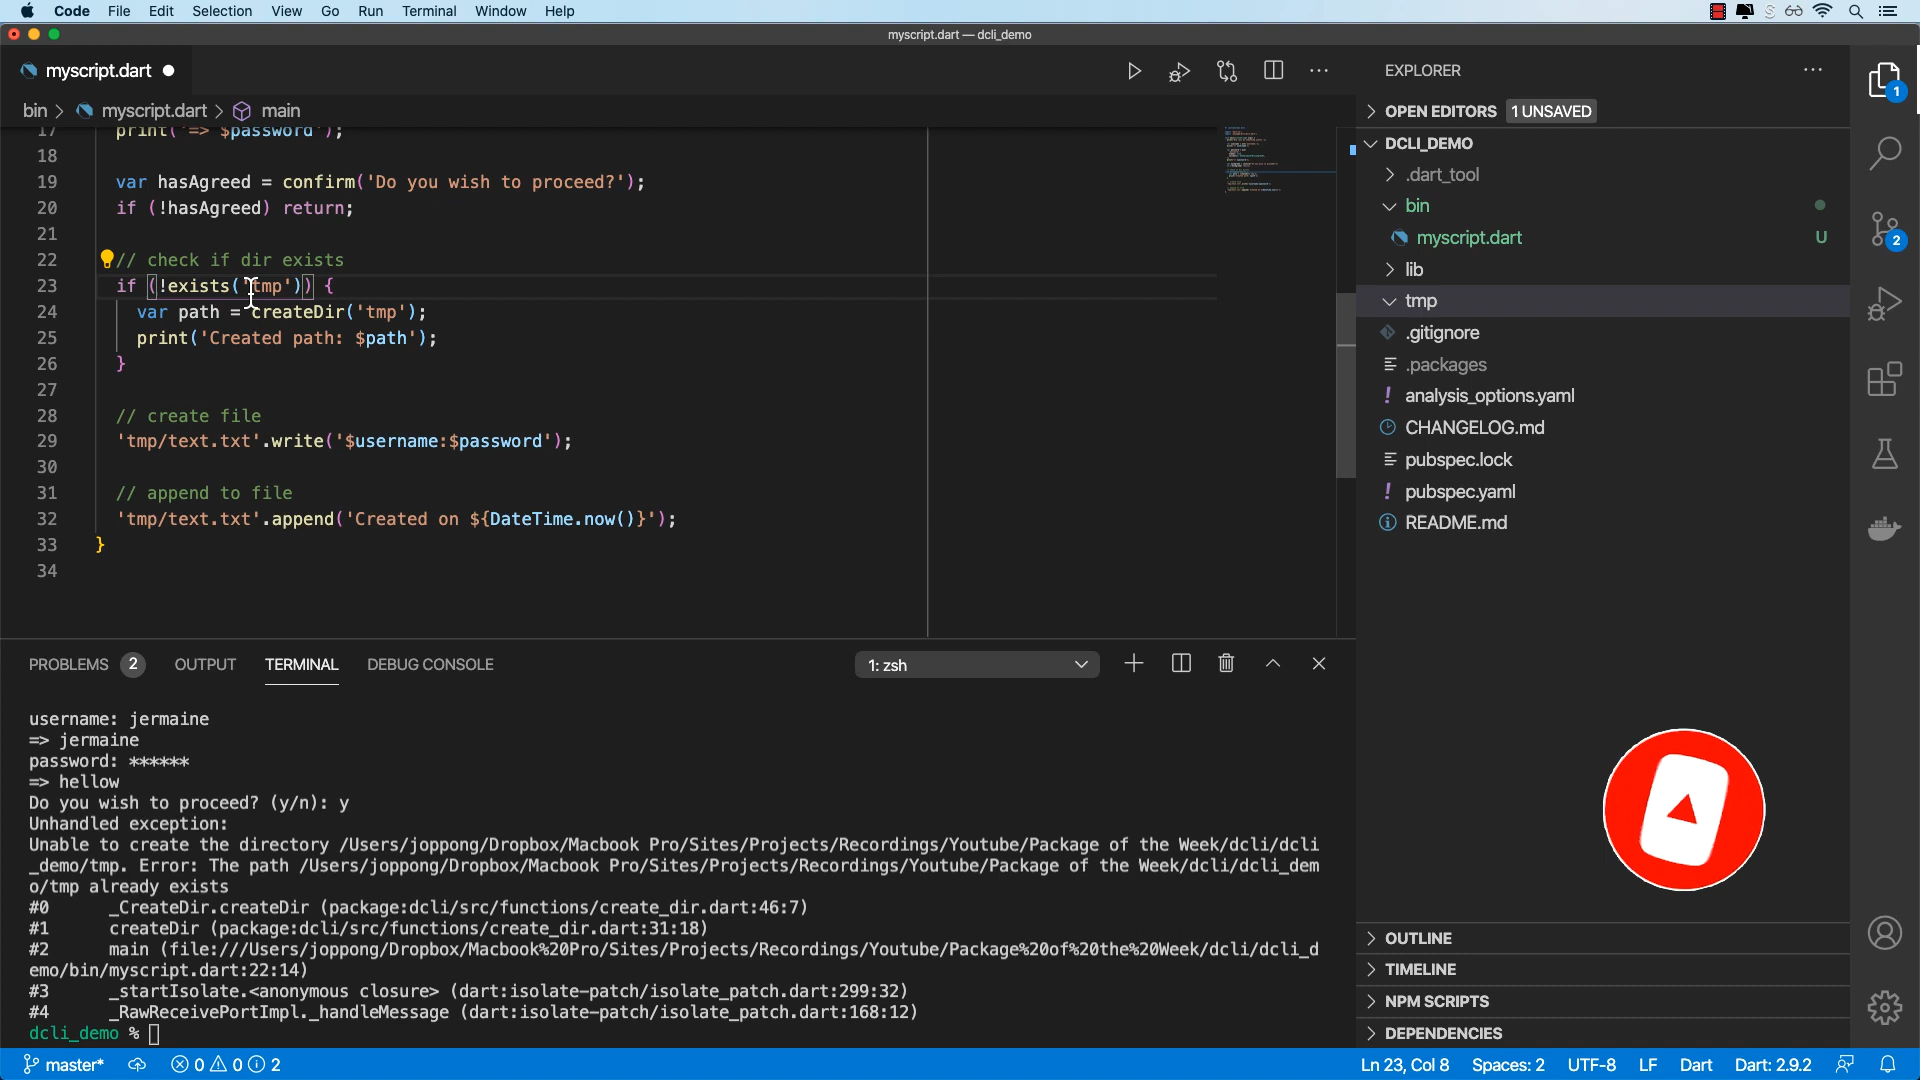 Code File Edit Selection View Go Run Terminal Window Help
myscript.dart — dcli_demo
myscript.dart
bin > myscript.dart > main
17 print('=> $password');
18
19 var hasAgreed = confirm('Do you wish to proceed?');
20 if (!hasAgreed) return;
21
22 // check if dir exists
23 if (!exists('tmp')) {
24 var path = createDir('tmp');
25 print('Created path: $path');
26 }
27
28 // create file
29 'tmp/text.txt'.write('$username:$password');
30
31 // append to file
32 'tmp/text.txt'.append('Created on ${DateTime.now()}');
33 }
34
EXPLORER
1
OPEN EDITORS 1 UNSAVED
DCLI_DEMO
.dart_tool
bin
myscript.dart U
2
lib
tmp
.gitignore
.packages
analysis_options.yaml
CHANGELOG.md
pubspec.lock
pubspec.yaml
README.md
OUTLINE
TIMELINE
NPM SCRIPTS
DEPENDENCIES
PROBLEMS 2 OUTPUT TERMINAL DEBUG CONSOLE 1: zsh
username: jermaine
=> jermaine
password: ******
=> hellow
Do you wish to proceed? (y/n): y
Unhandled exception:
Unable to create the directory /Users/joppong/Dropbox/Macbook Pro/Sites/Projects/Recordings/Youtube/Package of the Week/dcli/dcli
_demo/tmp. Error: The path /Users/joppong/Dropbox/Macbook Pro/Sites/Projects/Recordings/Youtube/Package of the Week/dcli/dcli_dem
o/tmp already exists
#0 _CreateDir.createDir (package:dcli/src/functions/create_dir.dart:46:7)
#1 createDir (package:dcli/src/functions/create_dir.dart:31:18)
#2 main (file:///Users/joppong/Dropbox/Macbook%20Pro/Sites/Projects/Recordings/Youtube/Package%20of%20the%20Week/dcli/dcli_d
emo/bin/myscript.dart:22:14)
#3 _startIsolate.<anonymous closure> (dart:isolate-patch/isolate_patch.dart:299:32)
#4 _RawReceivePortImpl._handleMessage (dart:isolate-patch/isolate_patch.dart:168:12)
dcli_demo %
master* 0 0 2 Ln 23, Col 8 Spaces: 2 UTF-8 LF Dart Dart: 2.9.2